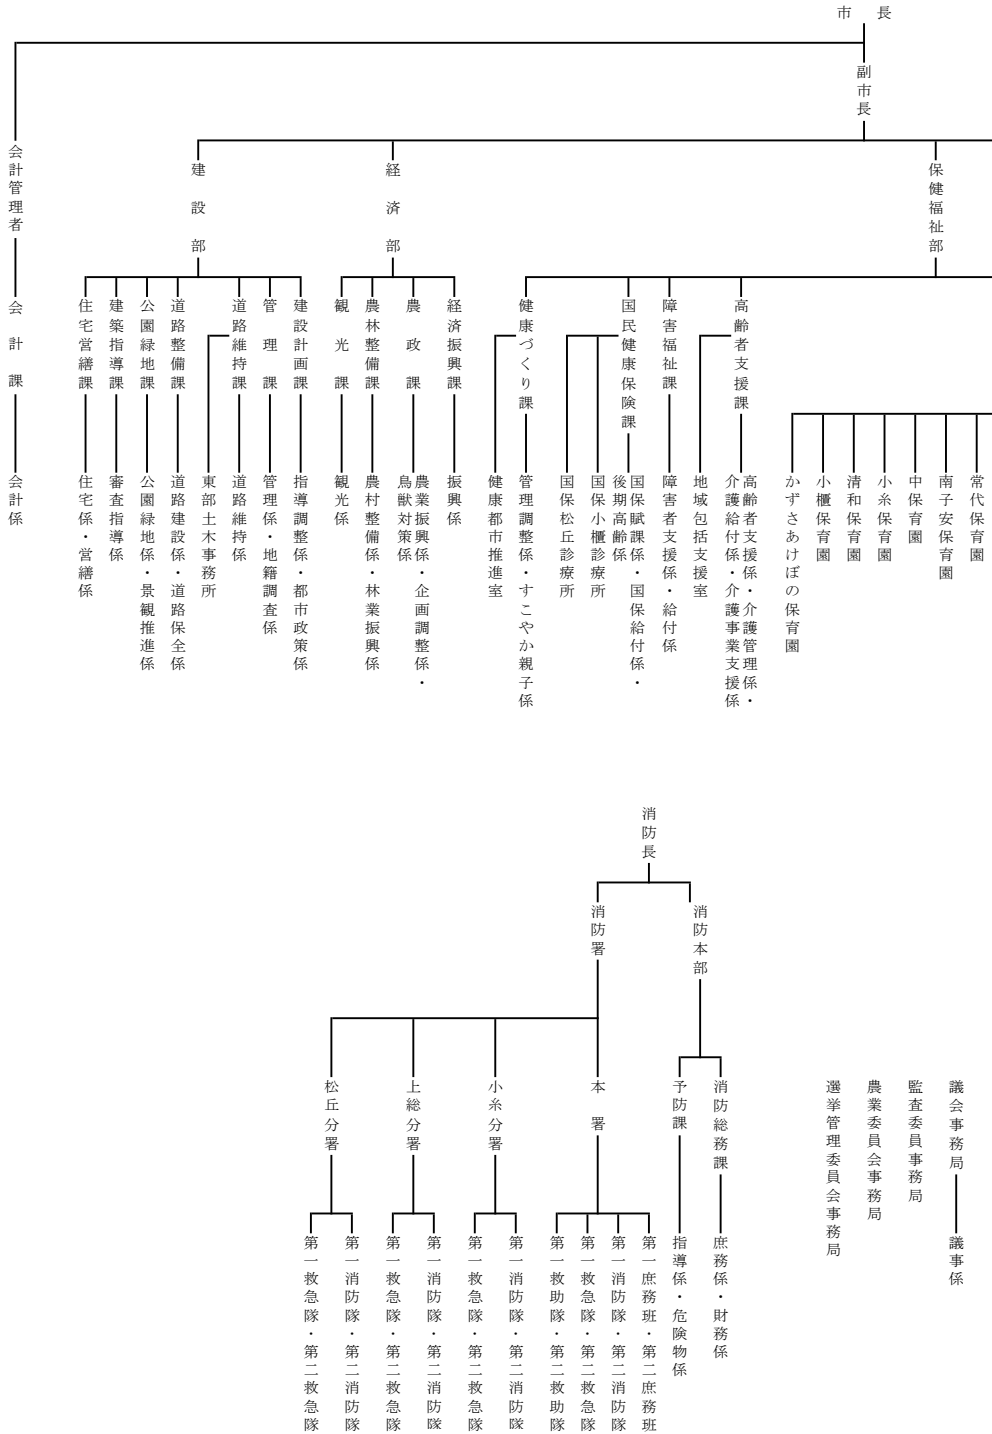 市長
副市長
保健福祉部
経済部
建設部
会計管理者
高齢者支援課
障害福祉課
国民健康保険課
健康づくり課
経済振興課
農政課
農林整備課
観光課
建設計画課
管理課
道路維持課
道路整備課
公園緑地課
建築指導課
住宅営繕課
会計課
常代保育園
南子安保育園
中保育園
小糸保育園
清和保育園
小櫃保育園
かずさあけぼの保育園
高齢者支援係・介護管理係・
介護給付係・介護事業支援係
地域包括支援室
障害者支援係・給付係
国保賦課係・国保給付係・
後期高齢係
国保小櫃診療所
国保松丘診療所
管理調整係・すこやか親子係
健康都市推進室
振興係
農業振興係・企画調整係・
鳥獣対策係
農村整備係・林業振興係
観光係
指導調整係・都市政策係
管理係・地籍調査係
道路維持係
東部土木事務所
道路建設係・道路保全係
公園緑地係・景観推進係
審査指導係
住宅係・営繕係
会計係
消防長
消防本部
消防署
議会事務局
議事係
監査委員事務局
農業委員会事務局
選挙管理委員会事務局
消防総務課
予防課
本署
小糸分署
上総分署
松丘分署
庶務係・財務係
指導係・危険物係
第一庶務班・第二庶務班
第一消防隊・第二消防隊
第一救急隊・第二救急隊
第一救助隊・第二救助隊
第一消防隊・第二消防隊
第一救急隊・第二救急隊
第一消防隊・第二消防隊
第一救急隊・第二救急隊
第一消防隊・第二消防隊
第一救急隊・第二救急隊